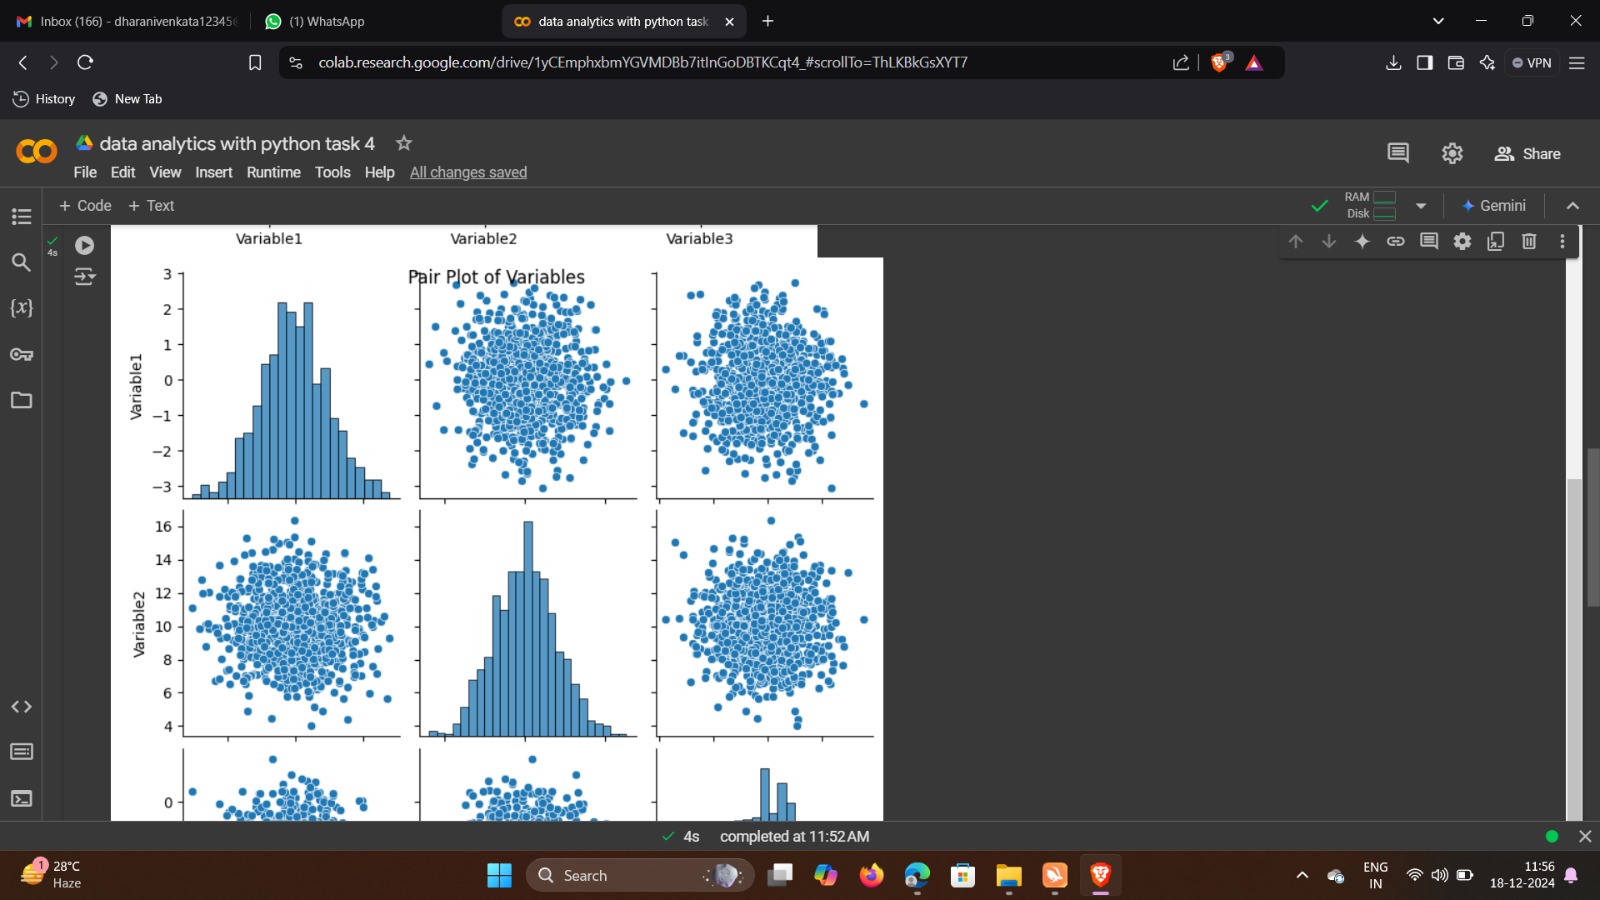 Inbox (166) - dharanivenkata12345
(1) WhatsApp
data analytics with python task
colab.research.google.com/drive/1yCEmphxbmYGVMDBb7itInGoDBTKCqt4_#scrollTo=ThLKBkGsXYT7
3
VPN
History
New Tab
data analytics with python task 4
Share
File Edit View Insert Runtime Tools Help All changes saved
+ Code + Text
RAM
Disk
Gemini
4s
Variable1 Variable2 Variable3
Pair Plot of Variables
3
2
1
0
−1
−2
−3
Variable1
16
14
12
10
8
6
4
Variable2
0
4s completed at 11:52 AM
1
28°C
Haze
Search
ENG
IN
11:56
18-12-2024